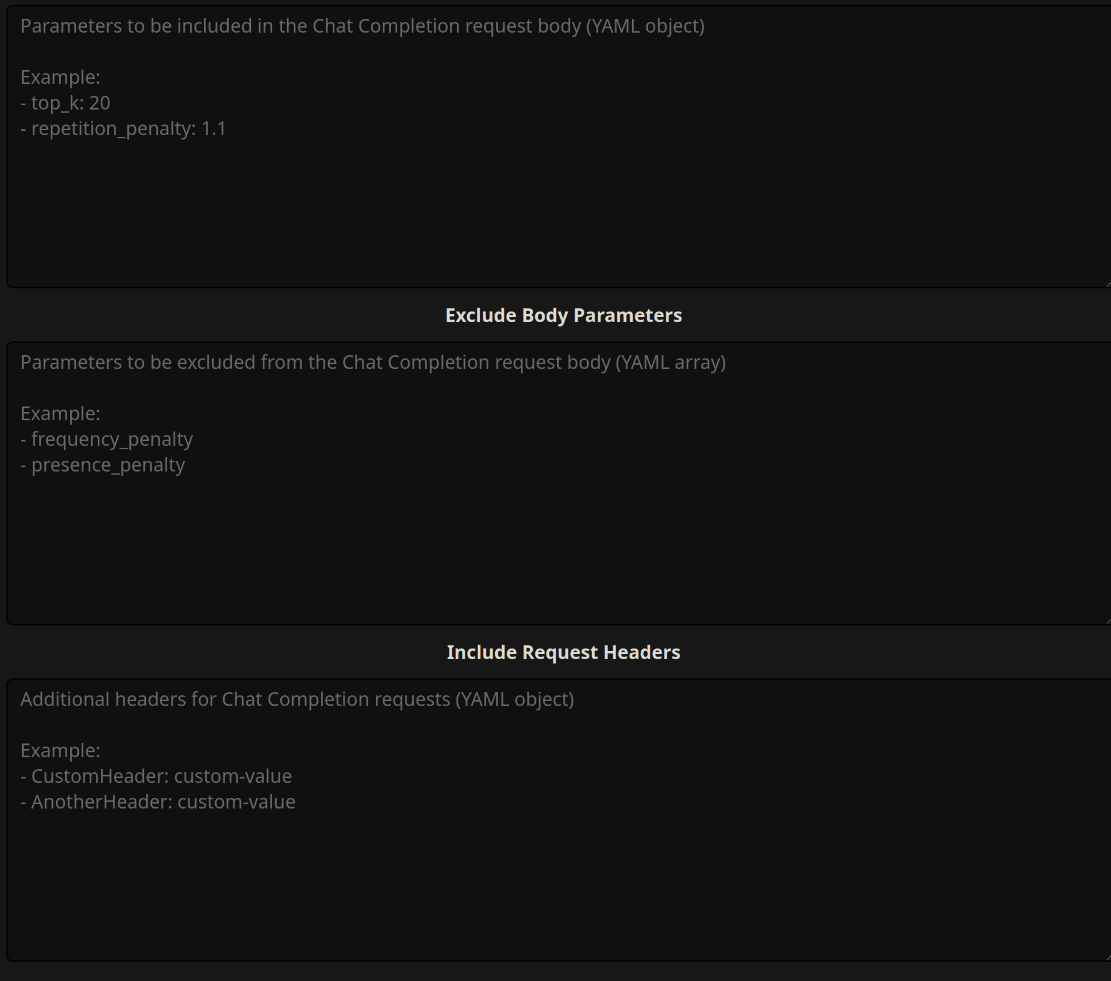 Parameters to be included in the Chat Completion request body (YAML object)
Example:
- top_k: 20
- repetition_penalty: 1.1
Exclude Body Parameters
Parameters to be excluded from the Chat Completion request body (YAML array)
Example:
- frequency_penalty
- presence_penalty
Include Request Headers
Additional headers for Chat Completion requests (YAML object)
Example:
- CustomHeader: custom-value
- AnotherHeader: custom-value